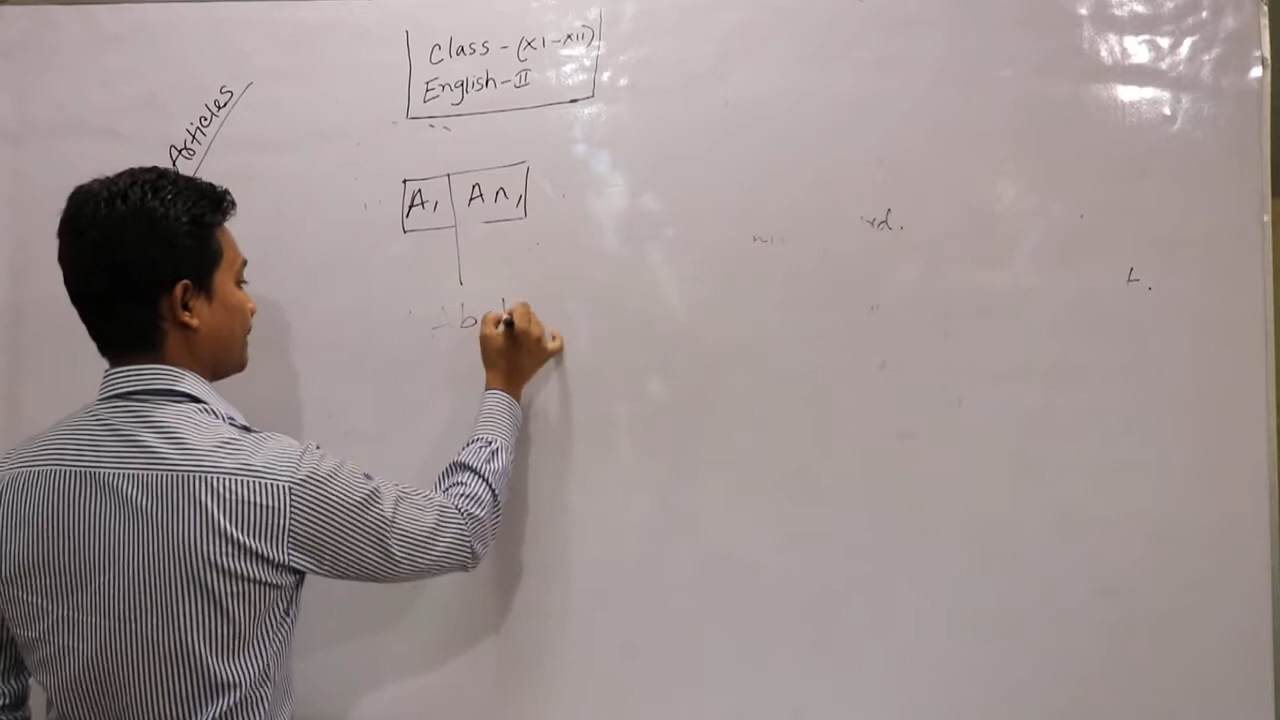 Articles
Class - (XI-XII)
English - II
A, An,